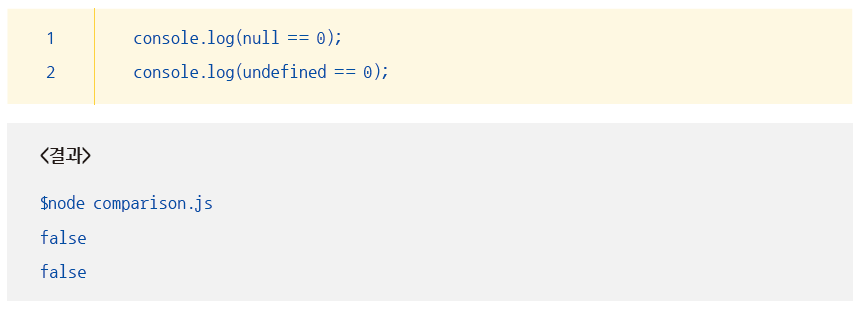 1 console.log(null == 0);
2 console.log(undefined == 0);
<결과>
$node comparison.js
false
false